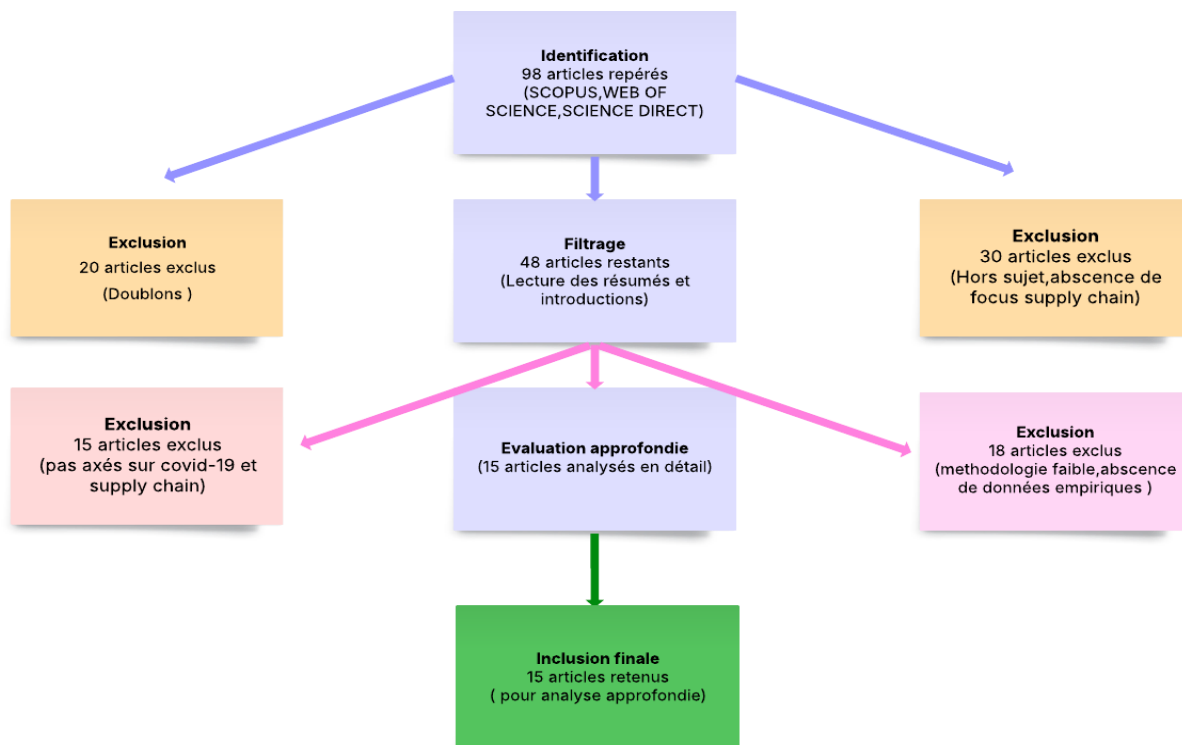 Identification
98 articles repérés
(SCOPUS,WEB OF
SCIENCE,SCIENCE DIRECT)
Exclusion
20 articles exclus
(Doublons )
Filtrage
48 articles restants
(Lecture des résumés et
introductions)
Exclusion
30 articles exclus
(Hors sujet,abscence de
focus supply chain)
Exclusion
15 articles exclus
(pas axés sur covid-19 et
supply chain)
Evaluation approfondie
(15 articles analysés en détail)
Exclusion
18 articles exclus
(methodologie faible,abscence
de données empiriques )
Inclusion finale
15 articles retenus
( pour analyse approfondie)